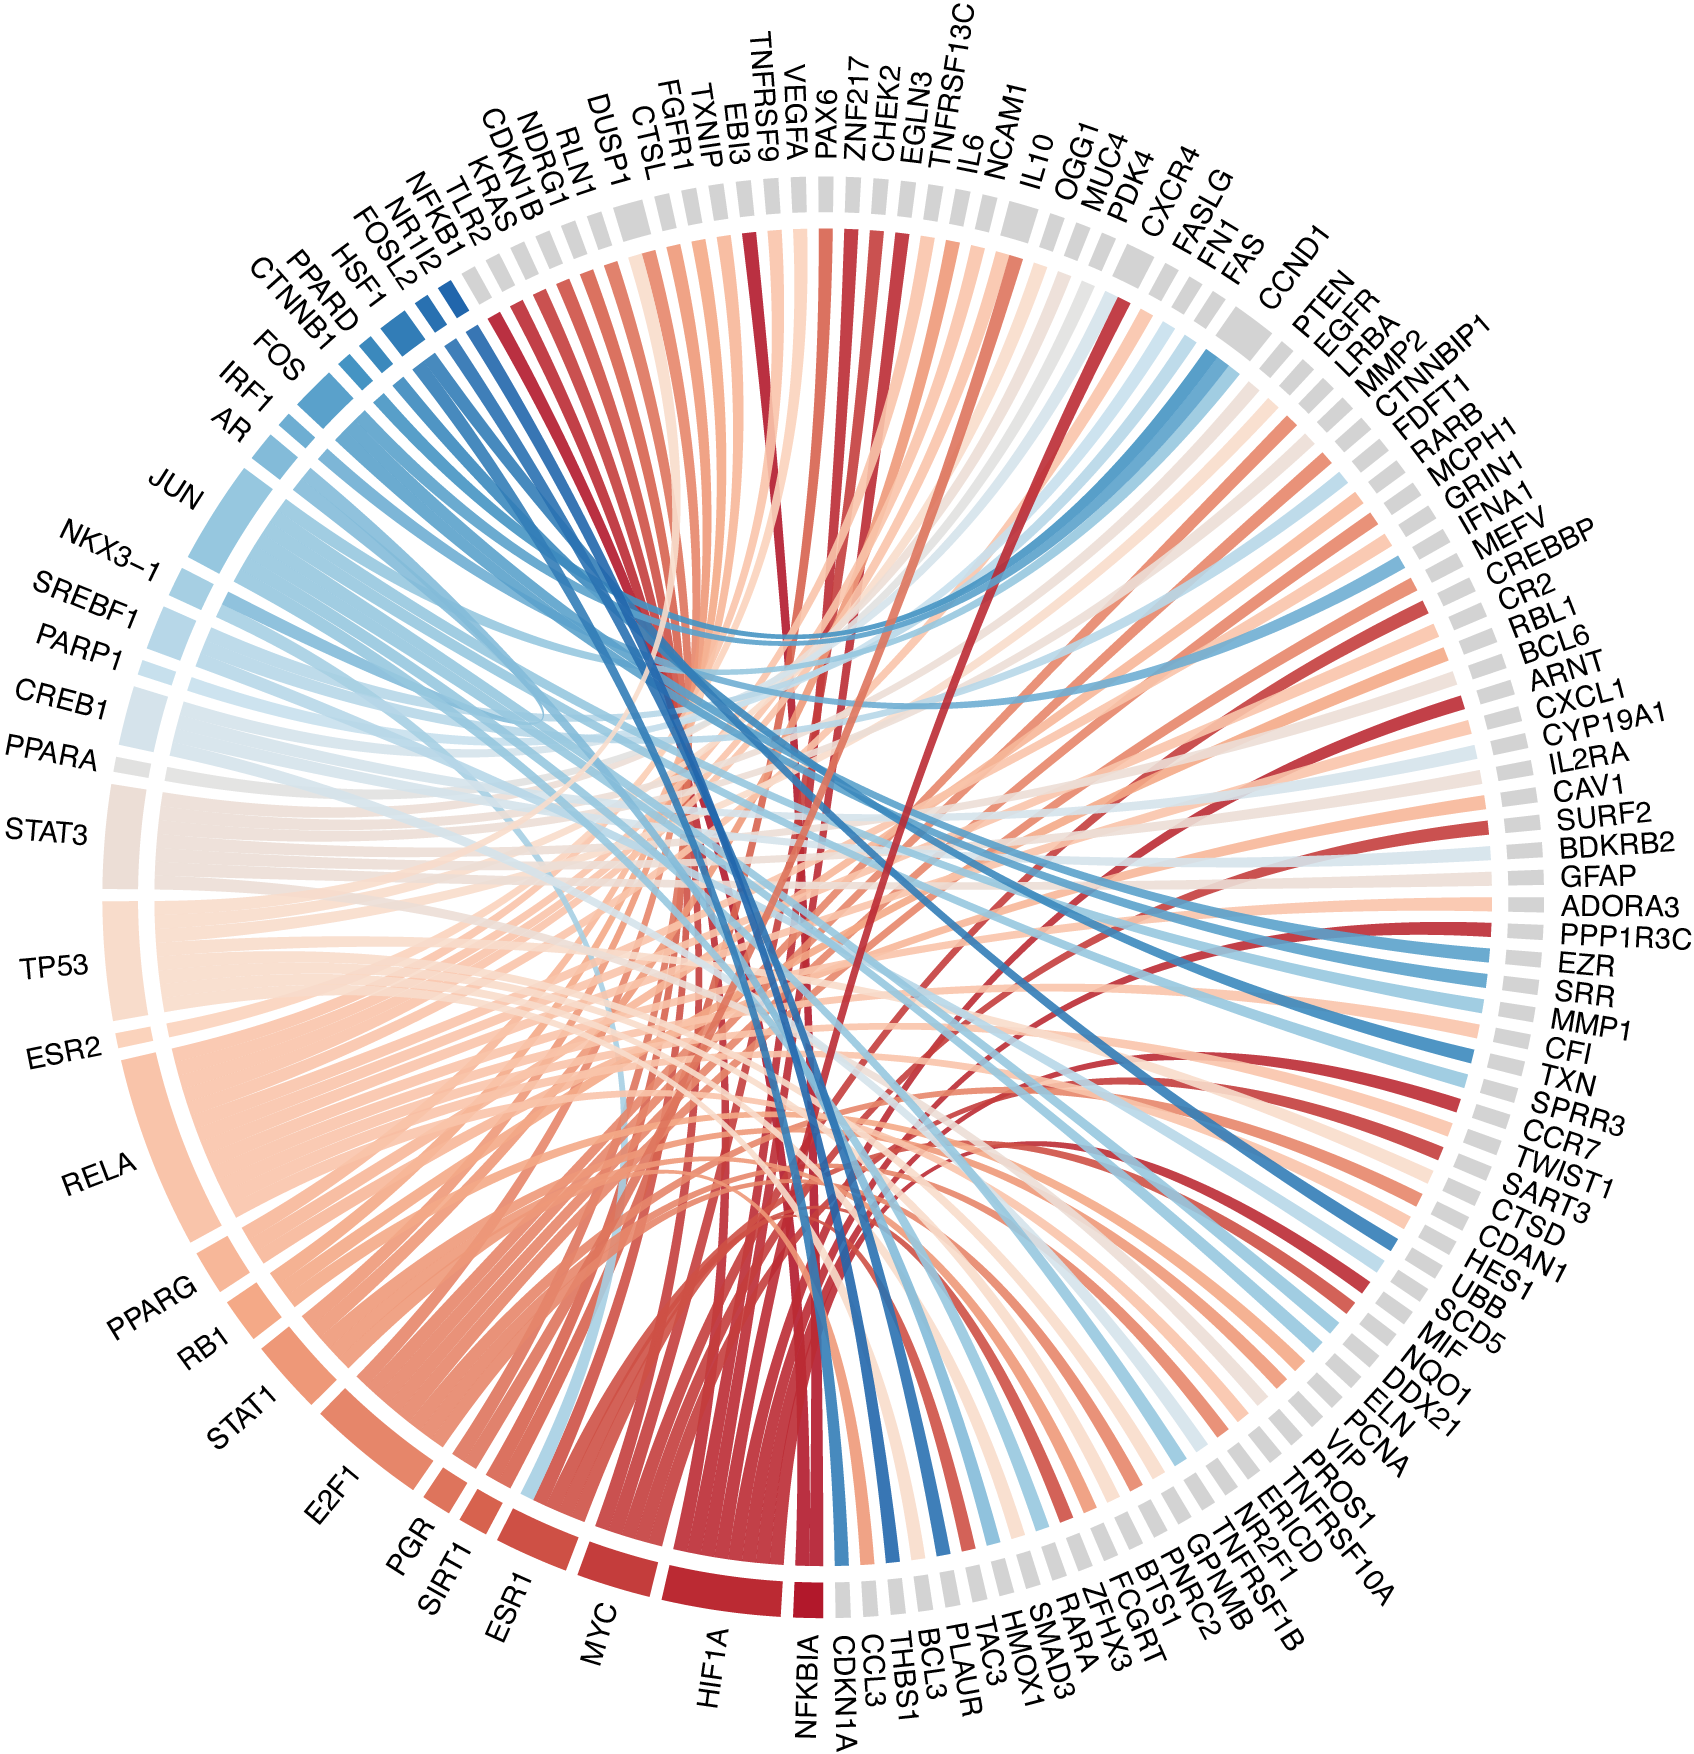 TNFRSF9
VEGFA
PAX6
ZNF217
CHEK2
EGLN3
TNFRSF13C
IL6
NCAM1
IL10
OGG1
MUC4
PDK4
CXCR4
FASLG
FN1
FAS
CCND1
PTEN
EGFR
LRBA
MMP2
CTNNBIP1
FDFT1
RARB
MCPH1
GRIN1
IFNA1
MEFV
CREBBP
CR2
RBL1
BCL6
ARNT
CXCL1
CYP19A1
IL2RA
CAV1
SURF2
BDKRB2
GFAP
ADORA3
PPP1R3C
EZR
SRR
MMP1
CFI
TXN
SPRR3
CCR7
TWIST1
SART3
CTSD
CDAN1
HES1
UBB
SCD5
MIF
NQO1
DDX21
ELN
PCNA
VIP
PROS1
TNFRSF10A
ERICD
NR2F1
TNFRSF1B
GPNMB
PNRC2
BTS1
FCGRT
ZFHX3
RARA
SMAD3
HMOX1
TAC3
PLAUR
BCL3
THBS1
CCL3
CDKN1A
NFKBIA
HIF1A
MYC
ESR1
SIRT1
PGR
E2F1
STAT1
RB1
PPARG
RELA
ESR2
TP53
STAT3
PPARA
CREB1
PARP1
SREBF1
NKX3−1
JUN
AR
IRF1
FOS
CTNNB1
PPARD
HSF1
FOSL2
NR1I2
NFKB1
TLR2
KRAS
CDKN1B
NDRG1
RLN1
DUSP1
CTSL
FGFR1
TXNIP
EBI3